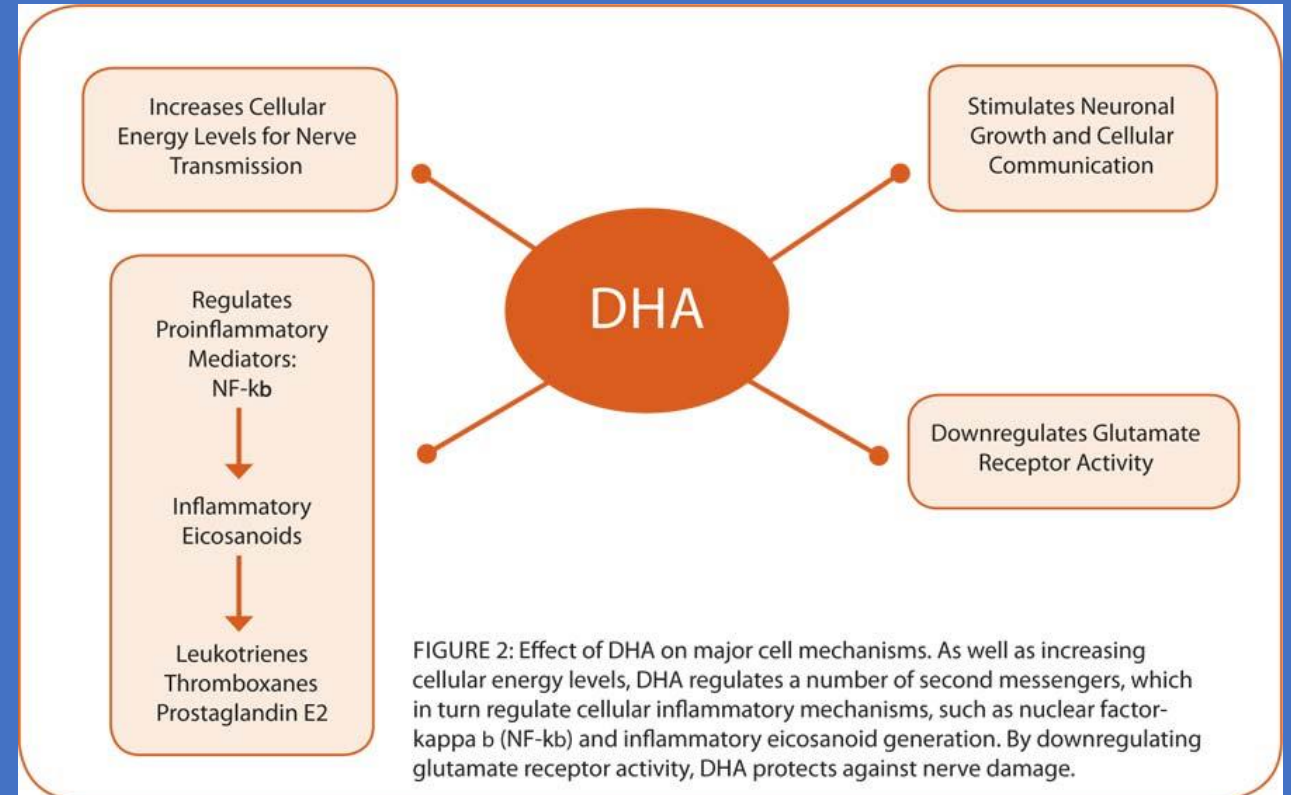 Increases Cellular
Energy Levels for Nerve
Transmission
Stimulates Neuronal
Growth and Cellular
Communication
DHA
Regulates
Proinflammatory
Mediators:
NF-kb
Inflammatory
Eicosanoids
Leukotrienes
Thromboxanes
Prostaglandin E2
Downregulates Glutamate
Receptor Activity
FIGURE 2: Effect of DHA on major cell mechanisms. As well as increasing
cellular energy levels, DHA regulates a number of second messengers, which
in turn regulate cellular inflammatory mechanisms, such as nuclear factor-
kappa b (NF-kb) and inflammatory eicosanoid generation. By downregulating
glutamate receptor activity, DHA protects against nerve damage.